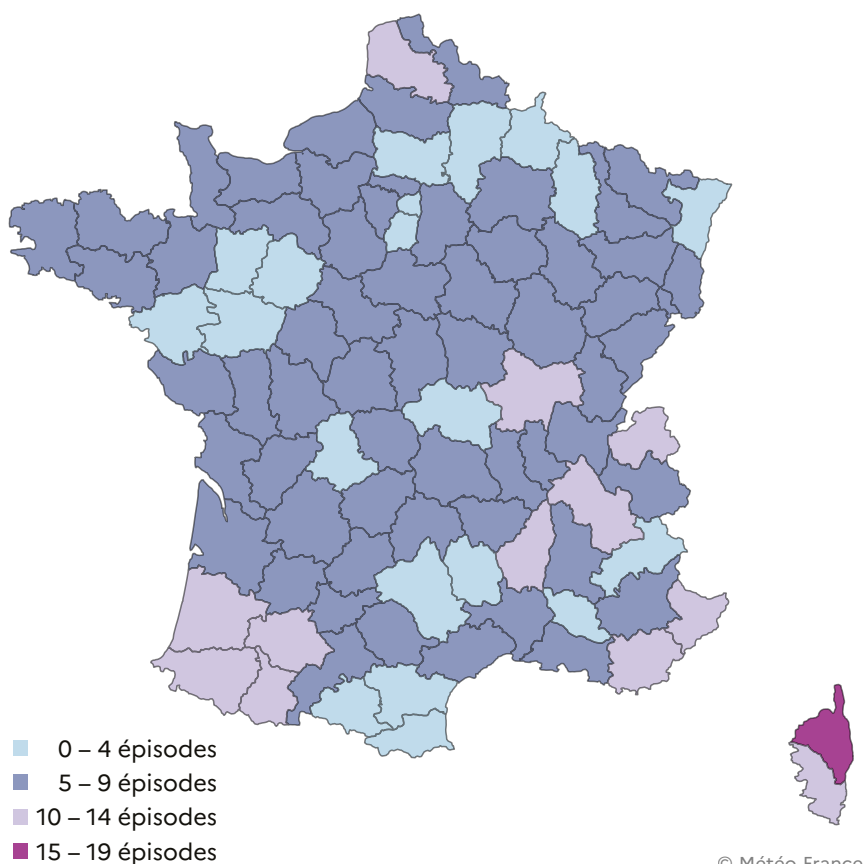 0 – 4 épisodes
5 – 9 épisodes
10 – 14 épisodes
15 – 19 épisodes
© Météo France